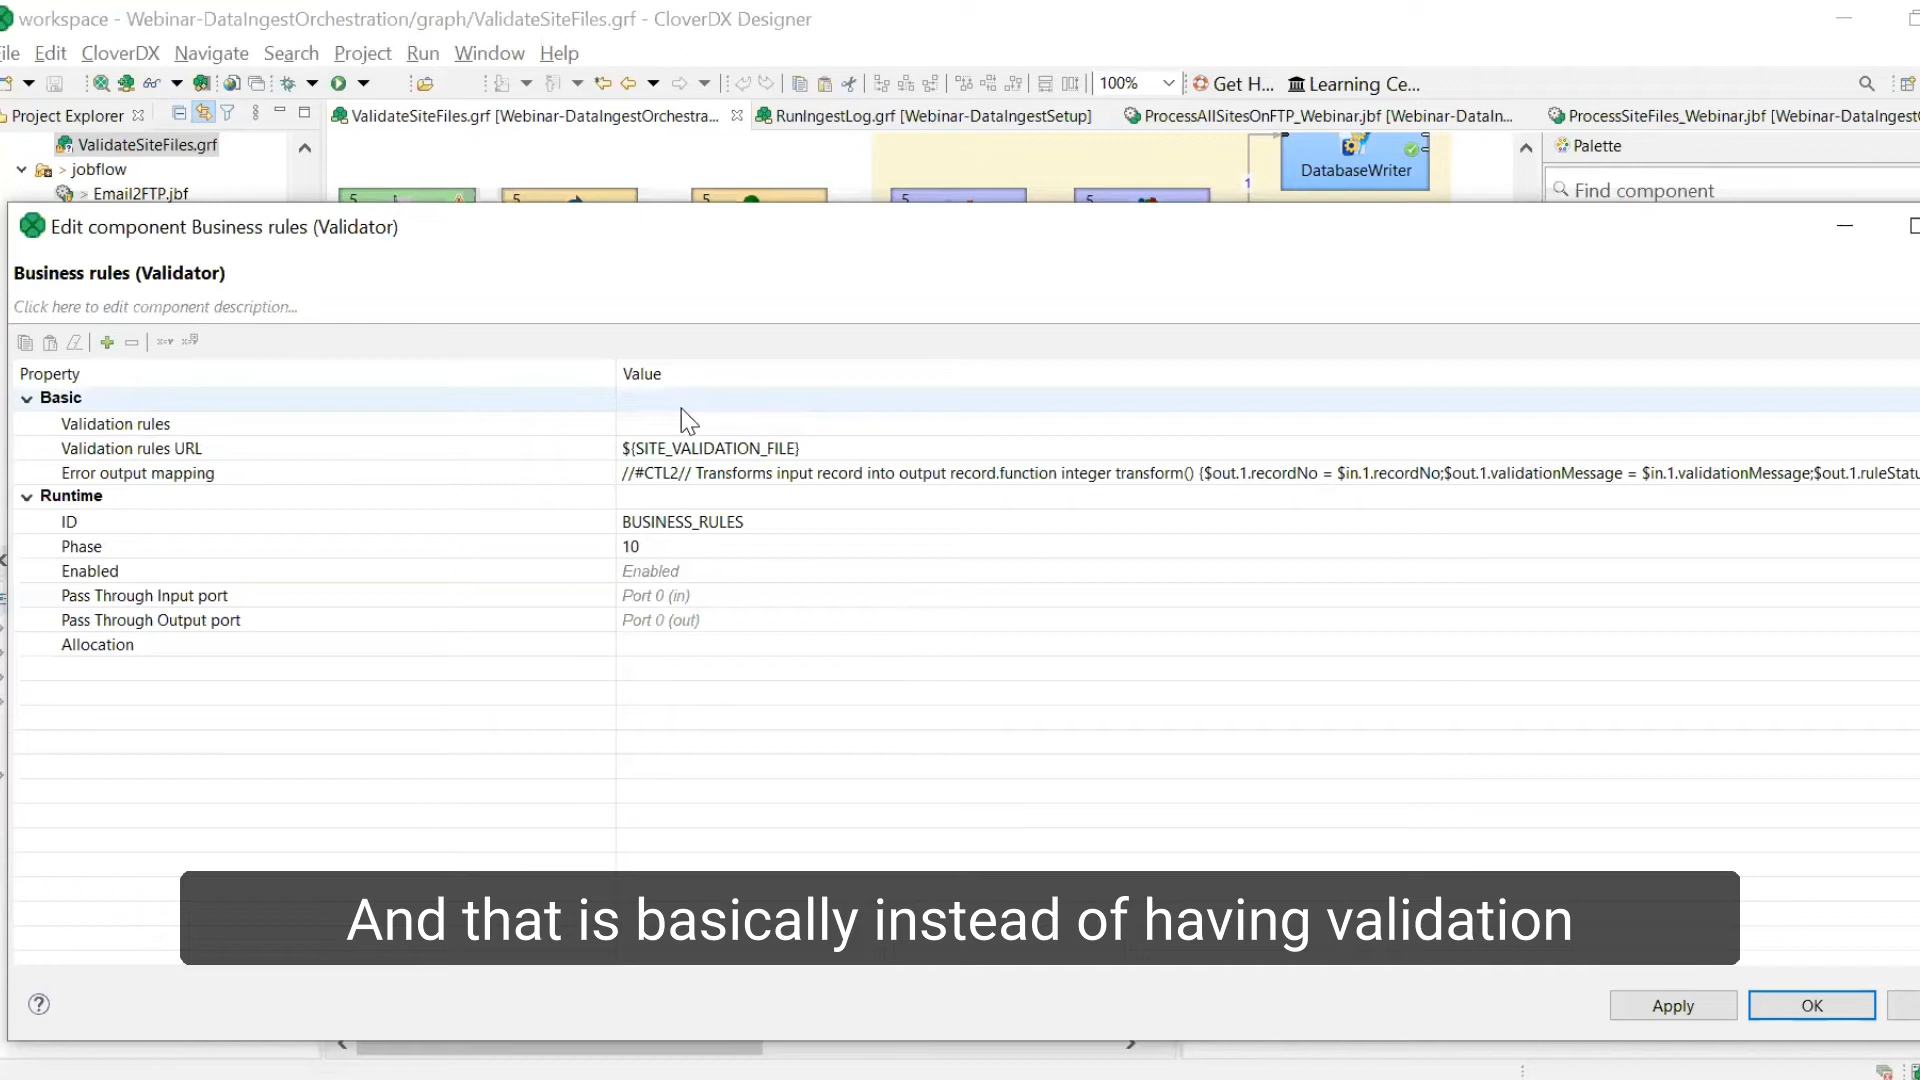 workspace - Webinar-DataIngestOrchestration/graph/ValidateSiteFiles.grf - CloverDX Designer
ile Edit CloverDX Navigate Search Project Run Window Help
100% Get H... Learning Ce...
Project Explorer ValidateSiteFiles.grf [Webinar-DataIngestOrchestra... RunIngestLog.grf [Webinar-DataIngestSetup] ProcessAllSitesOnFTP_Webinar.jbf [Webinar-DataIn... ProcessSiteFiles_Webinar.jbf [Webinar-DataIngest
ValidateSiteFiles.grf Palette
> jobflow DatabaseWriter
> Email2FTP.jbf 5 5 5 5 5 1 Find component
Edit component Business rules (Validator)
Business rules (Validator)
Click here to edit component description...
Property Value
Basic
Validation rules
Validation rules URL ${SITE_VALIDATION_FILE}
Error output mapping //#CTL2// Transforms input record into output record.function integer transform() {$out.1.recordNo = $in.1.recordNo;$out.1.validationMessage = $in.1.validationMessage;$out.1.ruleStatu
Runtime
ID BUSINESS_RULES
Phase 10
Enabled Enabled
Pass Through Input port Port 0 (in)
Pass Through Output port Port 0 (out)
Allocation
And that is basically instead of having validation
Apply OK